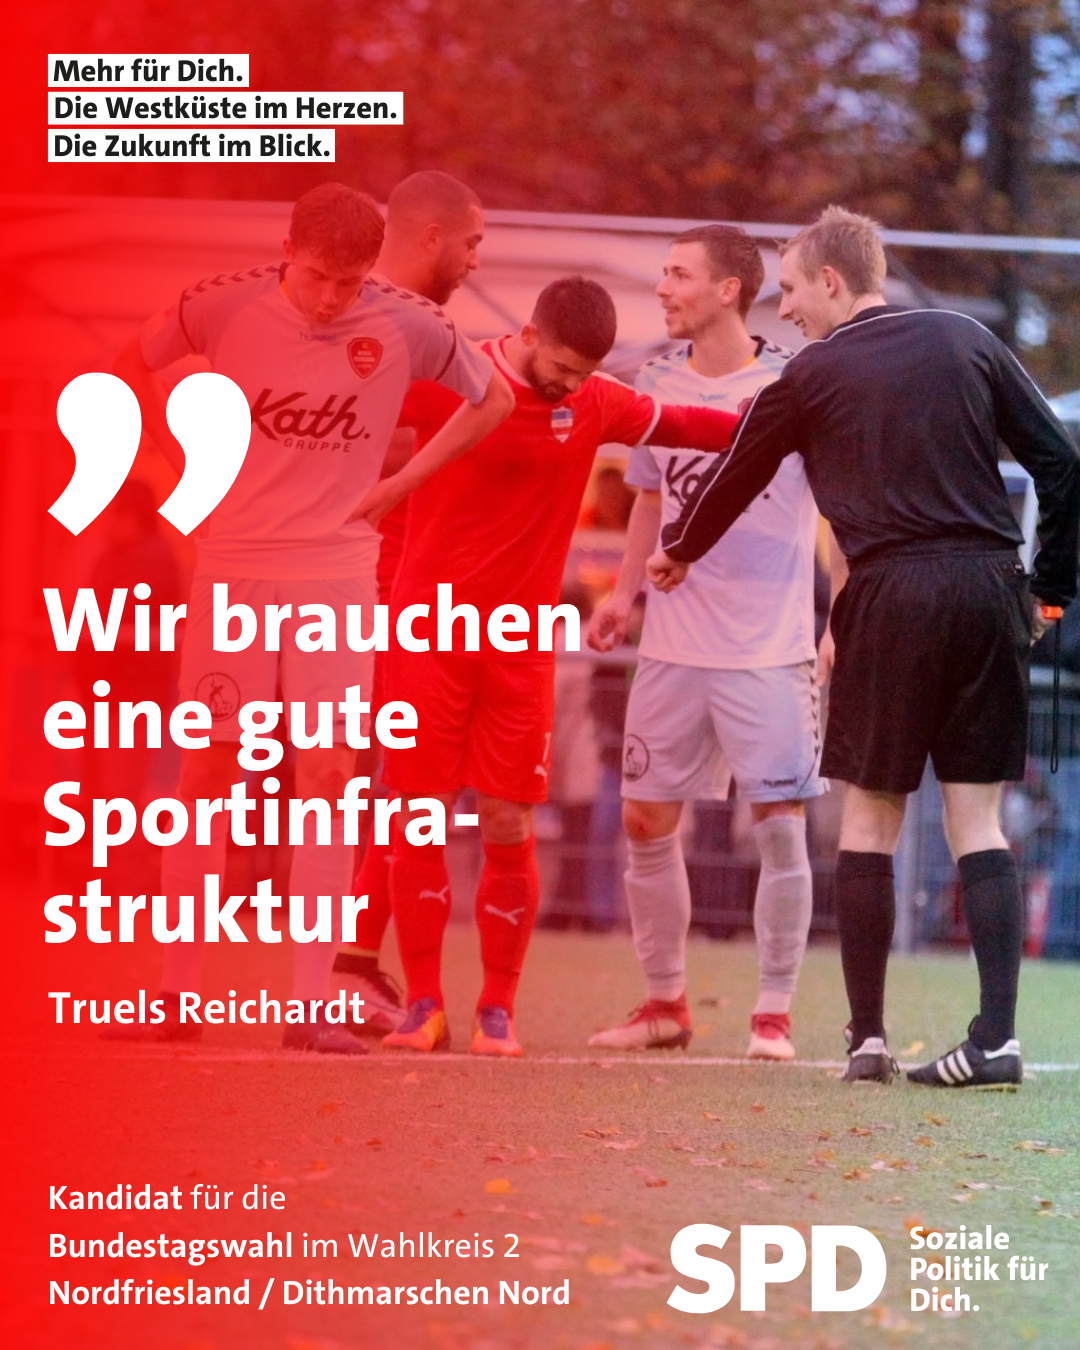 Mehr für Dich.
Die Westküste im Herzen.
Die Zukunft im Blick.
Kath.
GRUPPE
”
Wir brauchen
eine gute
Sportinfra-
struktur
Truels Reichardt
Kandidat für die
Bundestagswahl im Wahlkreis 2
Nordfriesland / Dithmarschen Nord
SPD
Soziale
Politik für
Dich.